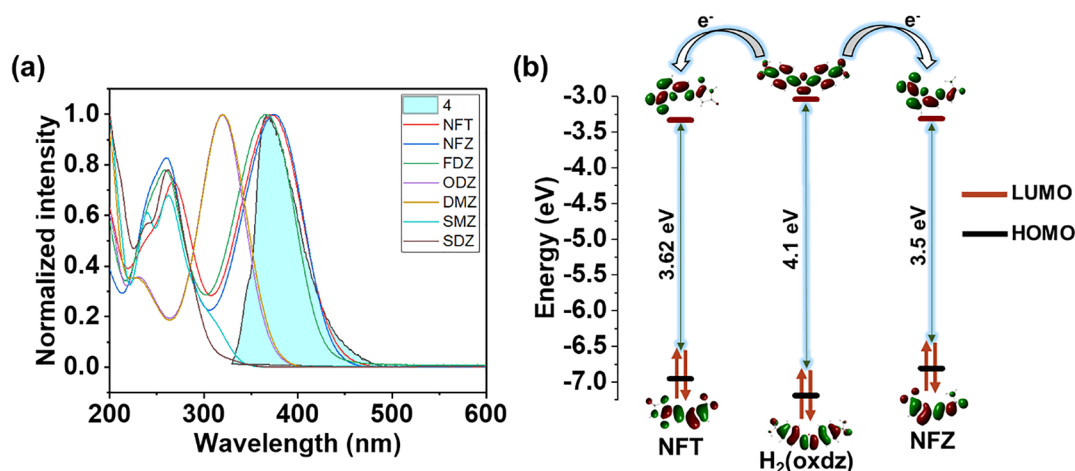 (a)
Normalized intensity
1.0
0.8
0.6
0.4
0.2
0.0
200
300
400
500
600
Wavelength (nm)
4
NFT
NFZ
FDZ
ODZ
DMZ
SMZ
SDZ
(b)
e-
e-
Energy (eV)
-3.0
-3.5
-4.0
-4.5
-5.0
-5.5
-6.0
-6.5
-7.0
3.62 eV
4.1 eV
3.5 eV
LUMO
HOMO
NFT
H2(oxdz)
NFZ